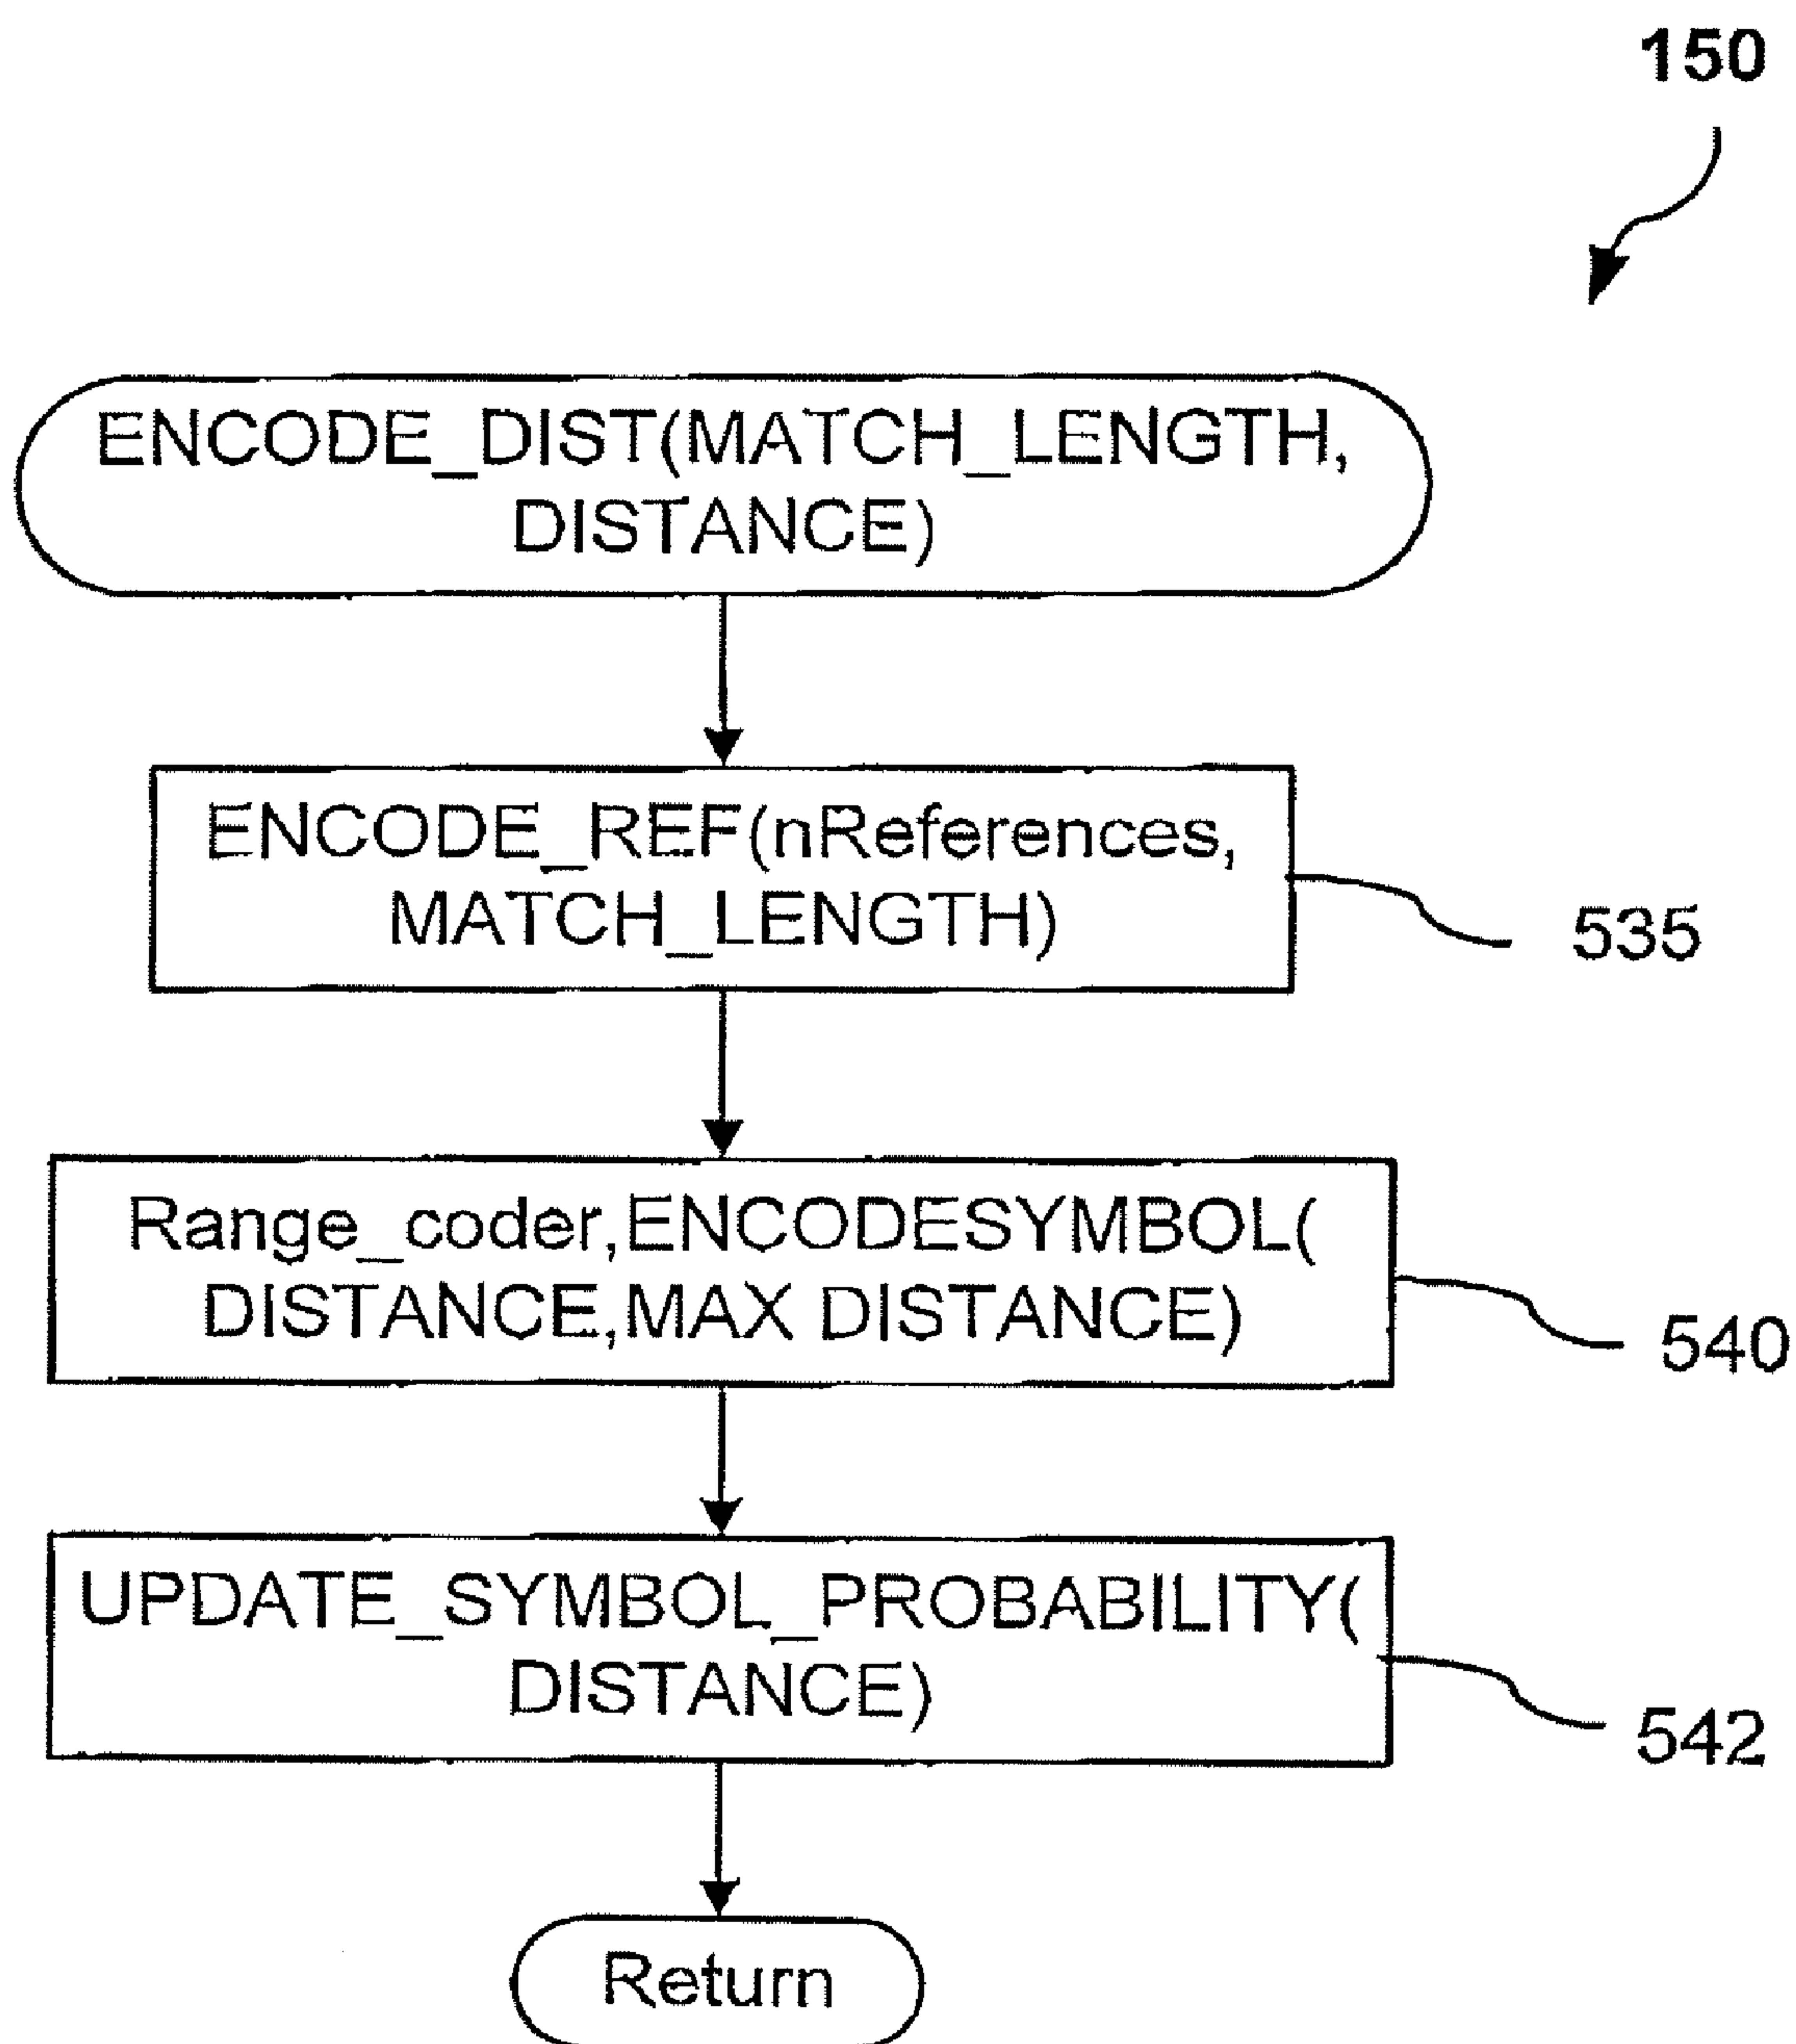 150
ENCODE_DIST(MATCH_LENGTH,
DISTANCE)
ENCODE_REF(nReferences,
MATCH_LENGTH)
535
Range_coder,ENCODESYMBOL(
DISTANCE,MAX DISTANCE)
540
UPDATE_SYMBOL_PROBABILITY(
DISTANCE)
542
Return